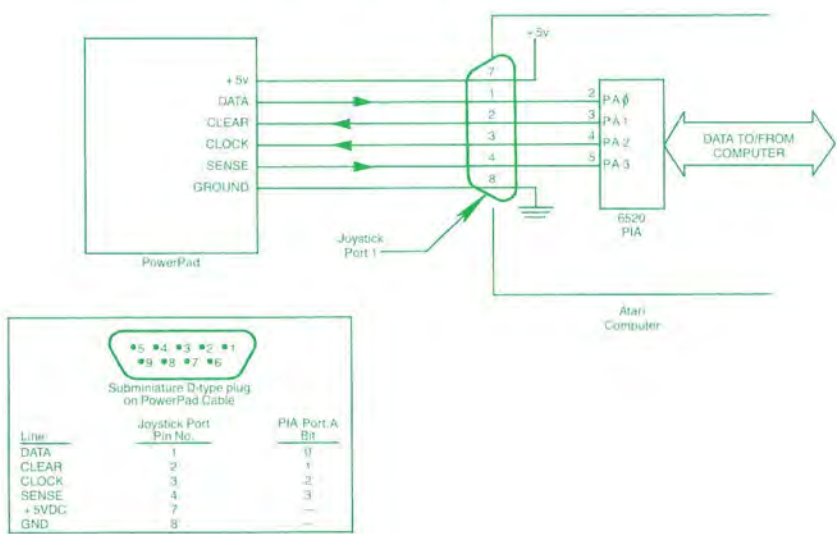 +5v
+5v
7
DATA
1
2
PAϕ
CLEAR
2
3
PA1
CLOCK
3
4
PA2
SENSE
4
5
PA3
GROUND
8
DATA TO/FROM
COMPUTER
6520
PIA
Joystick
Port 1
PowerPad
Atari
Computer
5 4 3 2 1
9 8 7 6
Subminiature D-type plug
on PowerPad Cable
Line Joystick Port Pin No. PIA Port A Bit
DATA 1 0
CLEAR 2 1
CLOCK 3 2
SENSE 4 3
+5VDC 7 —
GND 8 —